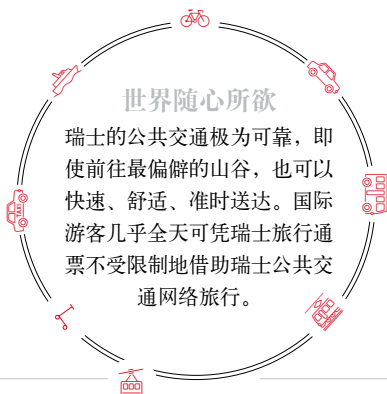 世界随心所欲
瑞士的公共交通极为可靠，即
使前往最偏僻的山谷，也可以
快速、舒适、准时送达。国际
游客几乎全天可凭瑞士旅行通
票不受限制地借助瑞士公共交
通网络旅行。
TAXI